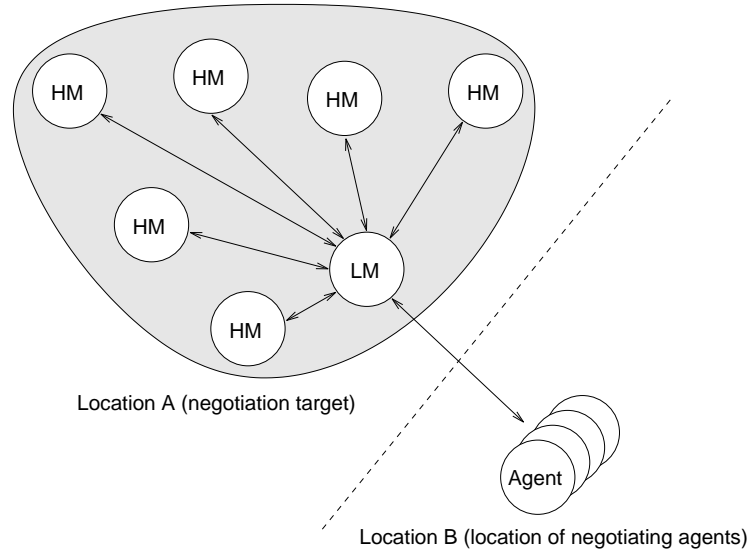 HM
HM
HM
HM
HM
LM
HM
Location A (negotiation target)
Agent
Location B (location of negotiating agents)